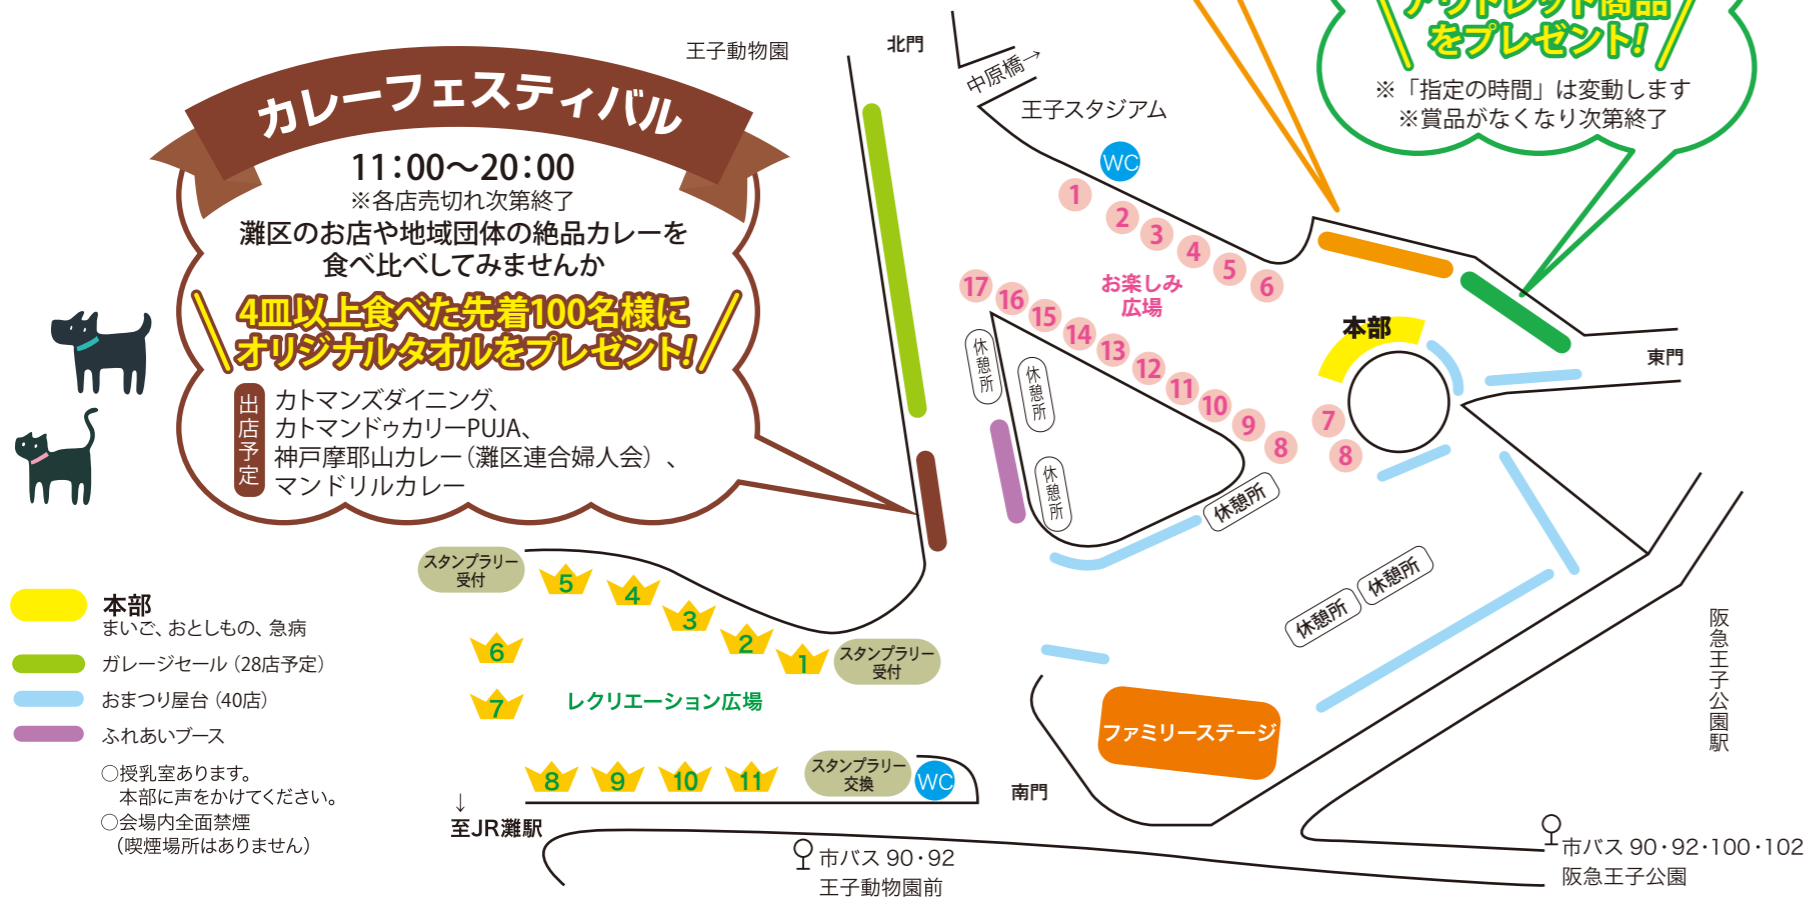 アウトレット商品
をプレゼント!
※「指定の時間」は変動します
※賞品がなくなり次第終了
王子動物園
北門
中原橋→
王子スタジアム
カレーフェスティバル
11:00〜20:00
※各店売切れ次第終了
灘区のお店や地域団体の絶品カレーを
食べ比べしてみませんか
4皿以上食べた先着100名様に
オリジナルタオルをプレゼント!
出店予定
カトマンズダイニング、
カトマンドゥカリーPUJA、
神戸摩耶山カレー(灘区連合婦人会)、
マンドリルカレー
WC
1
2
3
4
5
6
お楽しみ
広場
17
16
15
14
13
12
11
10
9
8
7
8
本部
東門
休憩所
休憩所
休憩所
休憩所
休憩所
休憩所
スタンプラリー
受付
5
4
3
2
1
スタンプラリー
受付
6
7
レクリエーション広場
8
9
10
11
スタンプラリー
交換
WC
ファミリーステージ
南門
阪急王子公園駅
本部
まいご、おとしもの、急病
ガレージセール(28店予定)
おまつり屋台(40店)
ふれあいブース
○授乳室あります。
本部に声をかけてください。
○会場内全面禁煙
(喫煙場所はありません)
↓
至JR灘駅
市バス 90・92
王子動物園前
市バス 90・92・100・102
阪急王子公園